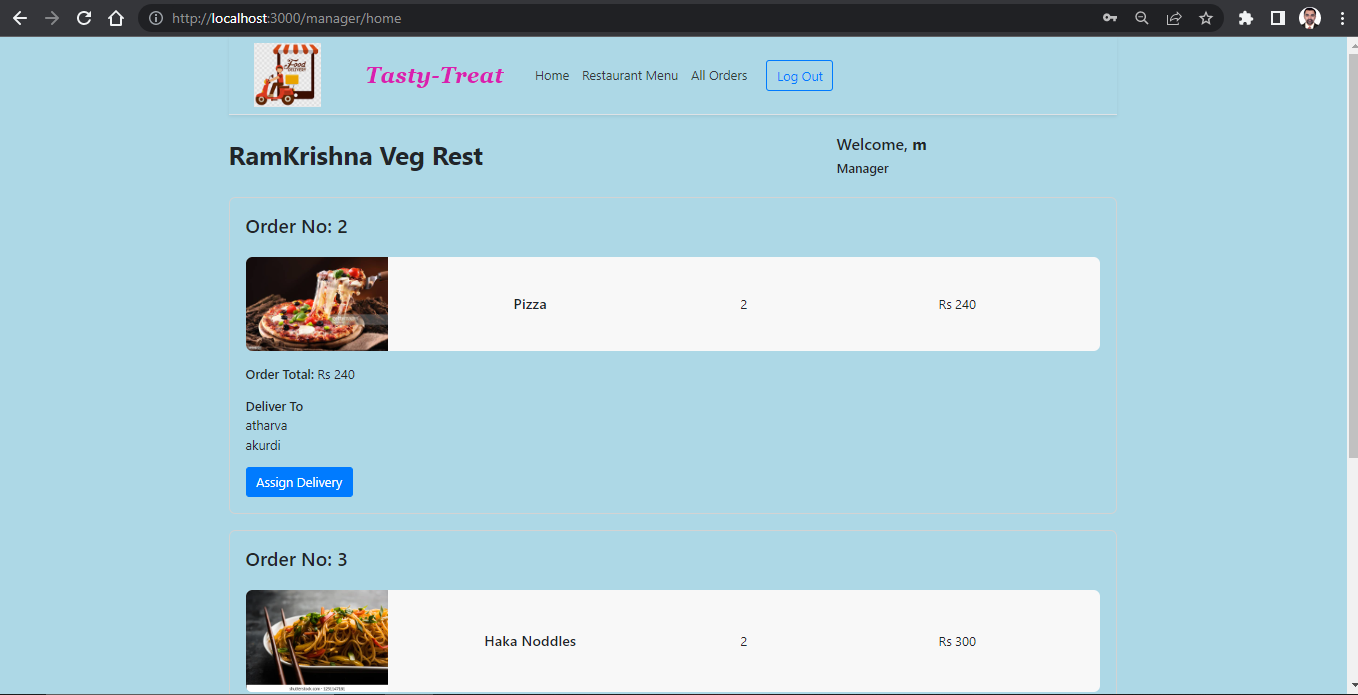 http://localhost:3000/manager/home
Food
Tasty-Treat
Home Restaurant Menu All Orders Log Out
RamKrishna Veg Rest
Welcome, m
Manager
Order No: 2
Pizza 2 Rs 240
Order Total: Rs 240
Deliver To
atharva
akurdi
Assign Delivery
Order No: 3
Haka Noddles 2 Rs 300